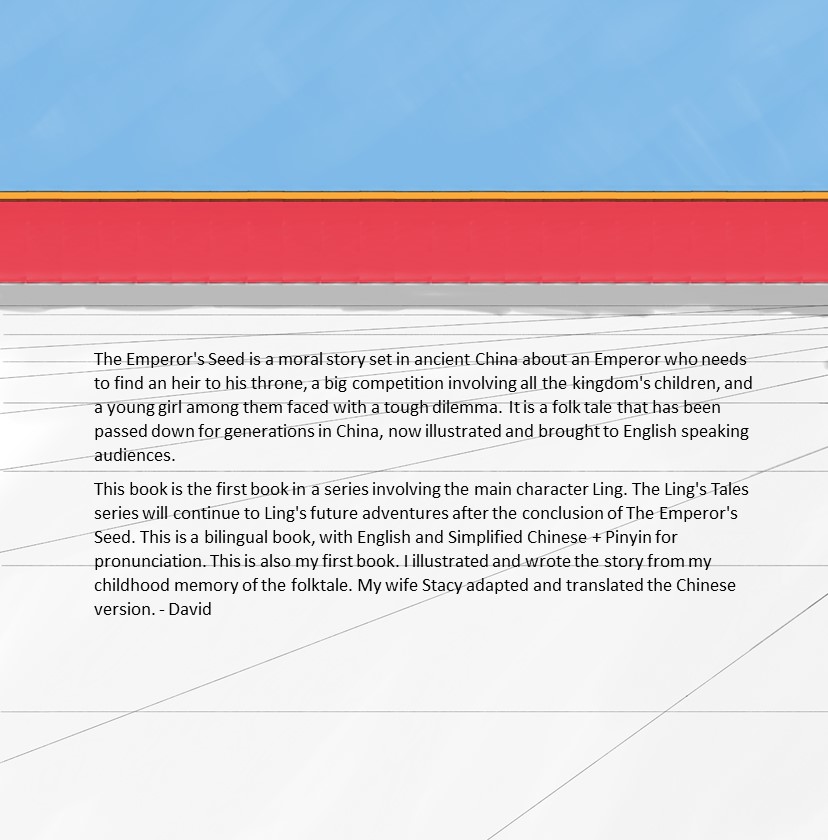 The Emperor's Seed is a moral story set in ancient China about an Emperor who needs
to find an heir to his throne, a big competition involving all the kingdom's children, and
a young girl among them faced with a tough dilemma. It is a folk tale that has been
passed down for generations in China, now illustrated and brought to English speaking
audiences.
This book is the first book in a series involving the main character Ling. The Ling's Tales
series will continue to Ling's future adventures after the conclusion of The Emperor's
Seed. This is a bilingual book, with English and Simplified Chinese + Pinyin for
pronunciation. This is also my first book. I illustrated and wrote the story from my
childhood memory of the folktale. My wife Stacy adapted and translated the Chinese
version. - David